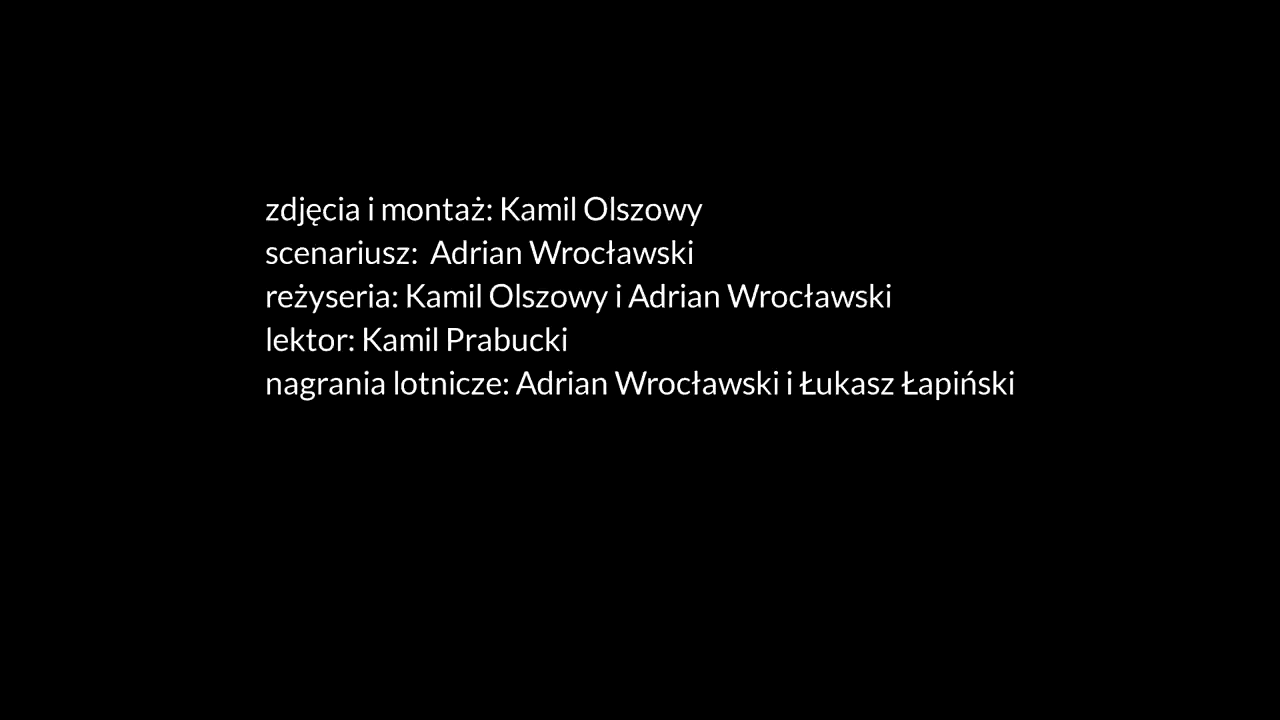 zdjęcia i montaż: Kamil Olszowy
scenariusz:  Adrian Wrocławski
reżyseria: Kamil Olszowy i Adrian Wrocławski
lektor: Kamil Prabucki
nagrania lotnicze: Adrian Wrocławski i Łukasz Łapiński